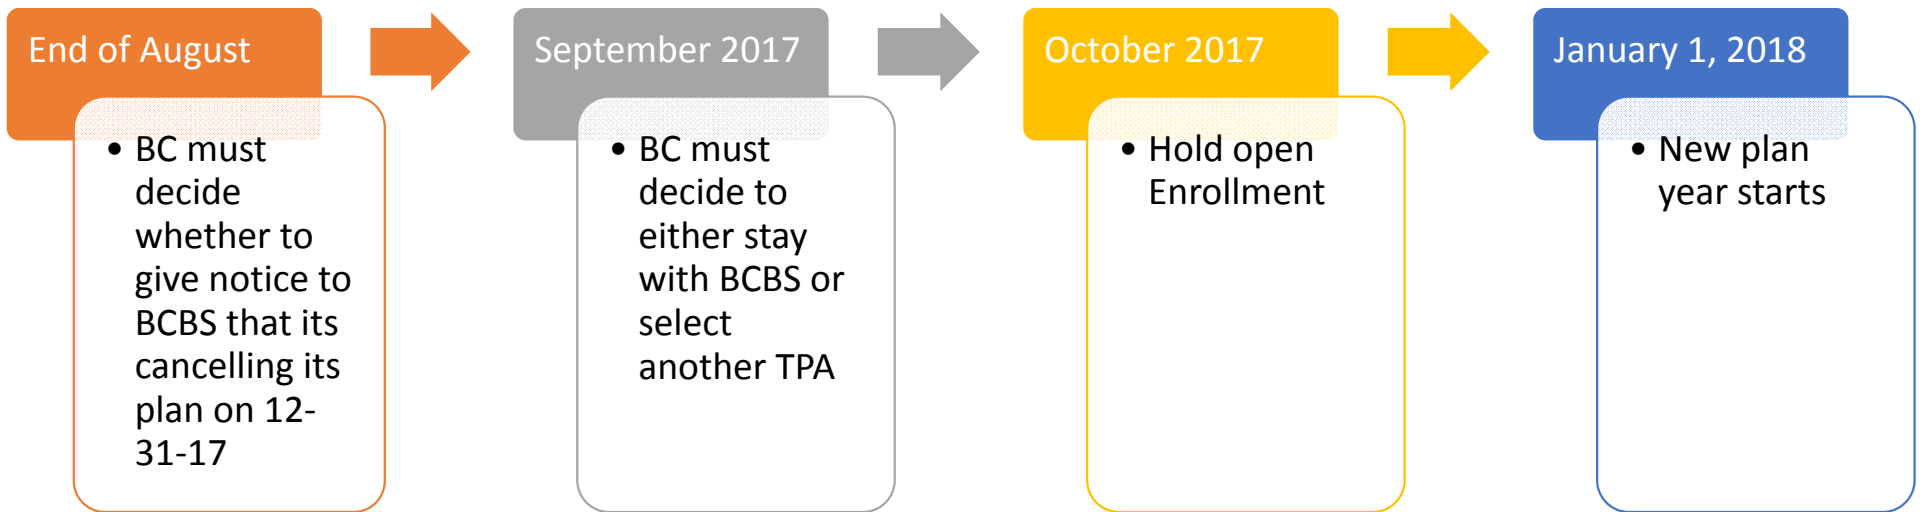 End of August
• BC must
decide
whether to
give notice to
BCBS that its
cancelling its
plan on 12-
31-17
September 2017
• BC must
decide to
either stay
with BCBS or
select
another TPA
October 2017
• Hold open
Enrollment
January 1, 2018
• New plan
year starts